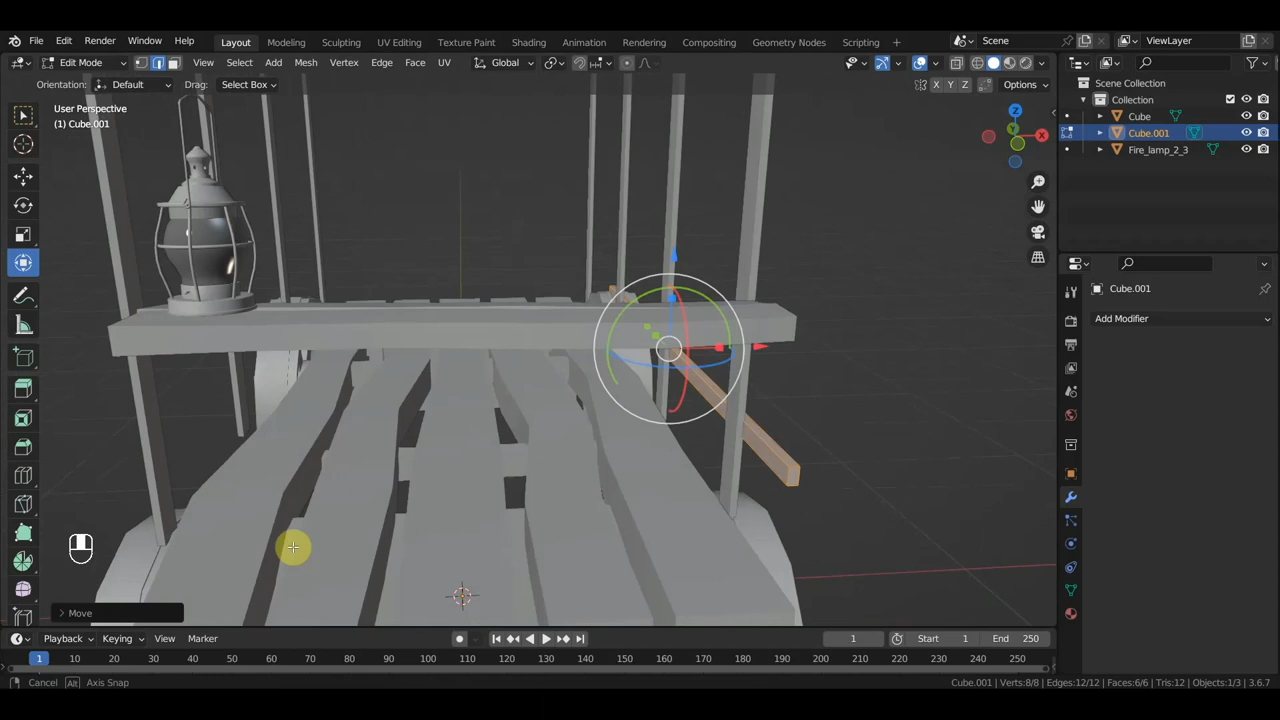 File Edit Render Window Help Layout Modeling Sculpting UV Editing Texture Paint Shading Animation Rendering Compositing Geometry Nodes Scripting + Scene ViewLayer
Edit Mode View Select Add Mesh Vertex Edge Face UV Global
Orientation: Default Drag: Select Box X Y Z Options
Scene Collection
Collection
Cube
Cube.001
Fire_lamp_2_3
User Perspective
(1) Cube.001
Z
Y
X
Cube.001
Add Modifier
> Move
Playback Keying View Marker 1 Start 1 End 250
1 10 20 30 40 50 60 70 80 90 100 110 120 130 140 150 160 170 180 190 200 210 220 230 240 250
Cancel Alt Axis Snap Cube.001 | Verts:8/8 | Edges:12/12 | Faces:6/6 | Tris:12 | Objects:1/3 | 3.6.7